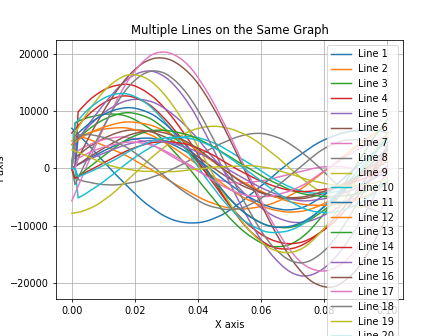 Multiple Lines on the Same Graph
20000
10000
0
−10000
−20000
0.00
0.02
0.04
0.06
0.08
X axis
Line 1
Line 2
Line 3
Line 4
Line 5
Line 6
Line 7
Line 8
Line 9
Line 10
Line 11
Line 12
Line 13
Line 14
Line 15
Line 16
Line 17
Line 18
Line 19